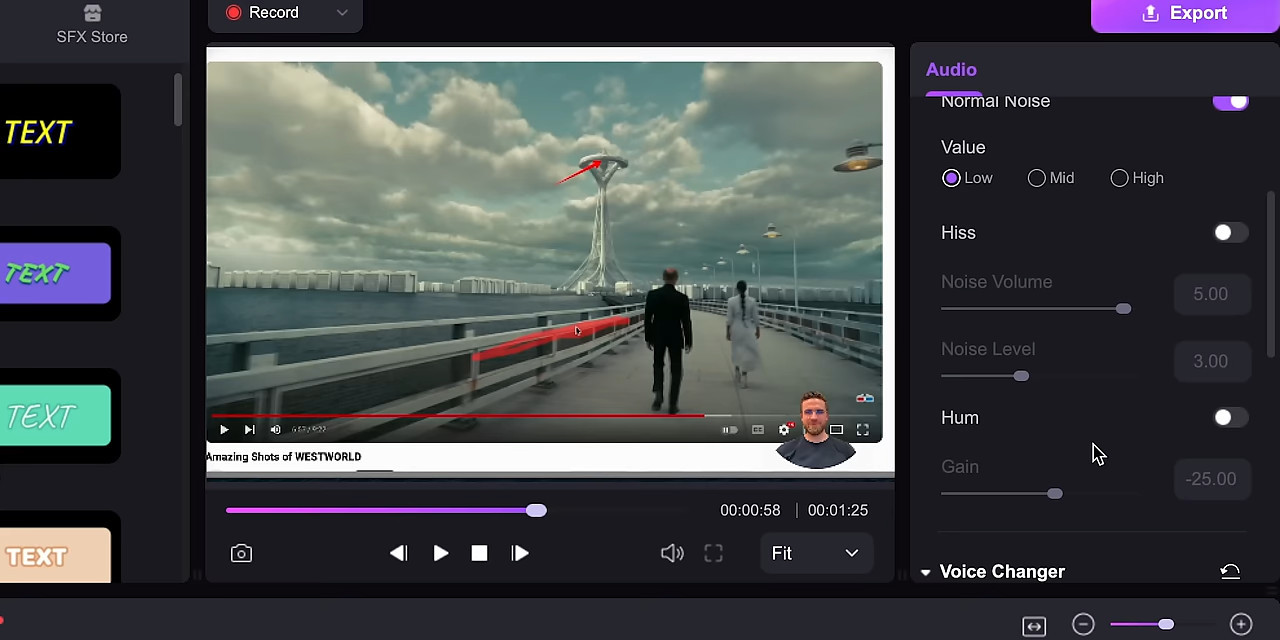 SFX Store
Record
Export
TEXT
TEXT
TEXT
TEXT
Amazing Shots of WESTWORLD
00:00:58 | 00:01:25
Fit
Audio
Normal Noise
Value
Low
Mid
High
Hiss
Noise Volume
5.00
Noise Level
3.00
Hum
Gain
-25.00
Voice Changer